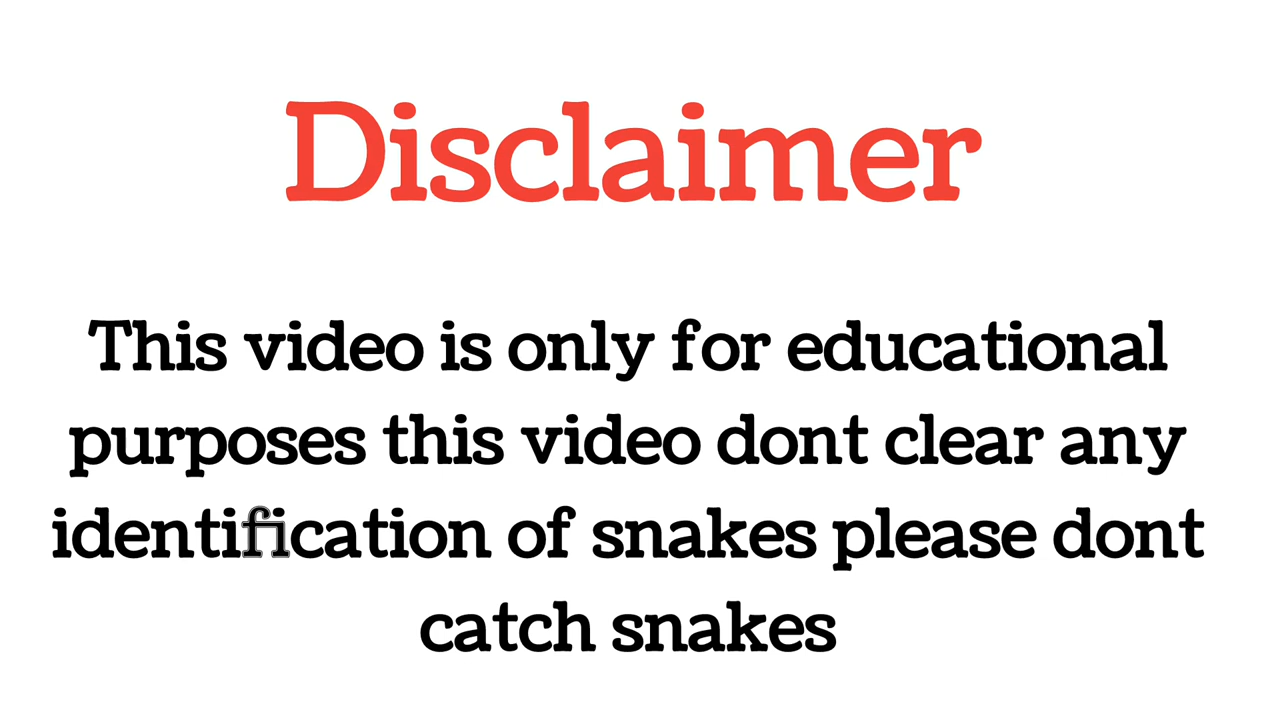 Disclaimer
This video is only for educational
purposes this video dont clear any
identification of snakes please dont
catch snakes